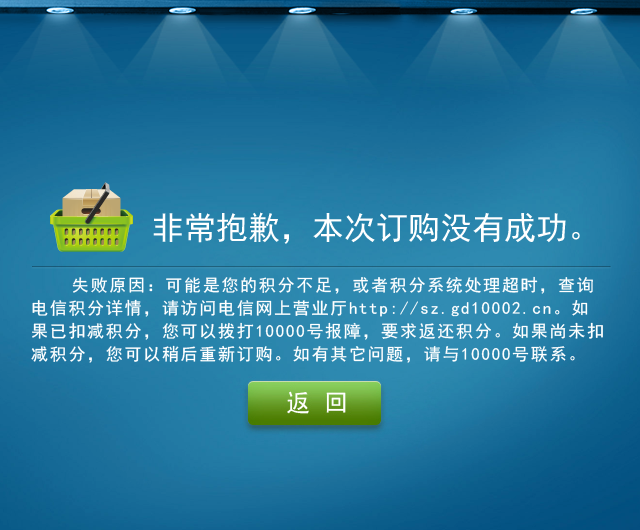 非常抱歉，本次订购没有成功。
失败原因：可能是您的积分不足，或者积分系统处理超时，查询
电信积分详情，请访问电信网上营业厅http://sz.gd10002.cn。如
果已扣减积分，您可以拨打10000号报障，要求返还积分。如果尚未扣
减积分，您可以稍后重新订购。如有其它问题，请与10000号联系。
返 回